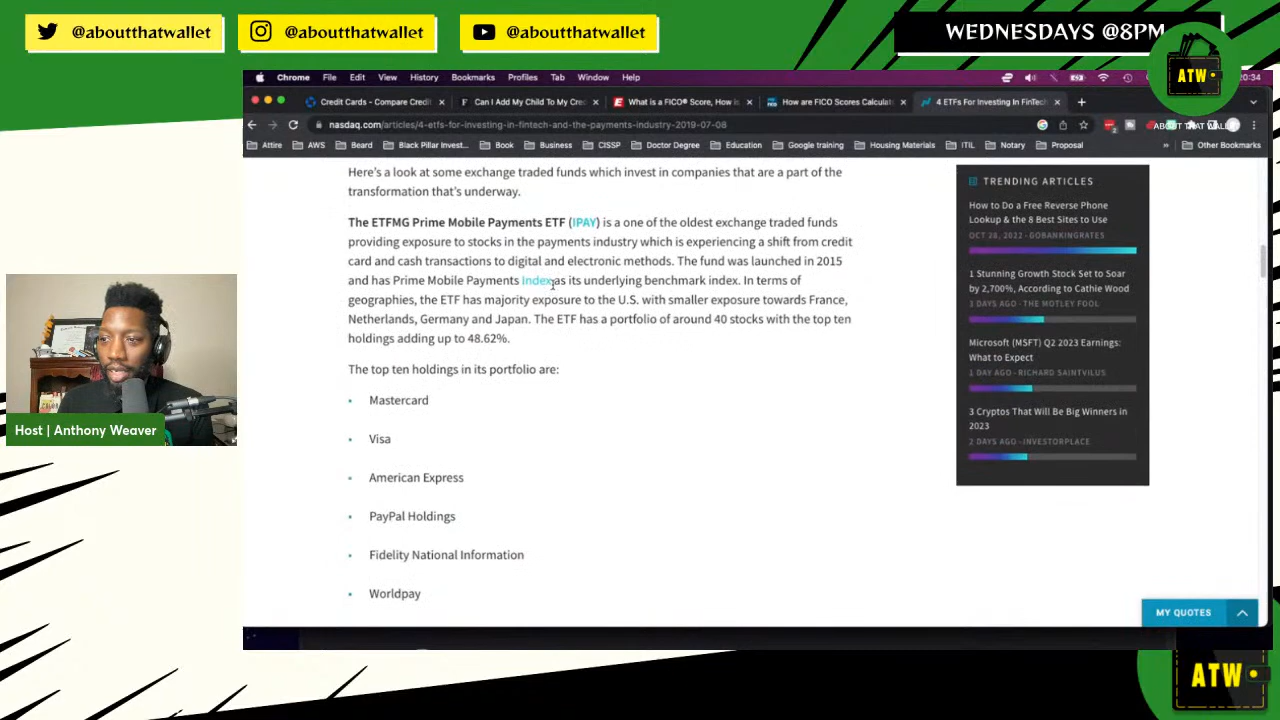 @aboutthatwallet
@aboutthatwallet
@aboutthatwallet
WEDNESDAYS @8PM
ATW
ABOUT THAT WALLET
Chrome File Edit View History Bookmarks Profiles Tab Window Help
20:34
Credit Cards - Compare Credit
Can I Add My Child To My Cre
What is a FICO® Score, How is
How are FICO Scores Calculat
4 ETFs For Investing In FinTech
nasdaq.com/articles/4-etfs-for-investing-in-fintech-and-the-payments-industry-2019-07-08
Attire AWS Beard Black Pillar Invest... Book Business CISSP Doctor Degree Education Google training Housing Materials ITIL Notary Proposal » Other Bookmarks
Here's a look at some exchange traded funds which invest in companies that are a part of the
transformation that's underway.
The ETFMG Prime Mobile Payments ETF (IPAY) is a one of the oldest exchange traded funds
providing exposure to stocks in the payments industry which is experiencing a shift from credit
card and cash transactions to digital and electronic methods. The fund was launched in 2015
and has Prime Mobile Payments Index as its underlying benchmark index. In terms of
geographies, the ETF has majority exposure to the U.S. with smaller exposure towards France,
Netherlands, Germany and Japan. The ETF has a portfolio of around 40 stocks with the top ten
holdings adding up to 48.62%.
The top ten holdings in its portfolio are:
• Mastercard
• Visa
• American Express
• PayPal Holdings
• Fidelity National Information
• Worldpay
TRENDING ARTICLES
How to Do a Free Reverse Phone
Lookup & the 8 Best Sites to Use
OCT 28, 2022 • GOBANKINGRATES
1 Stunning Growth Stock Set to Soar
by 2,700%, According to Cathie Wood
3 DAYS AGO • THE MOTLEY FOOL
Microsoft (MSFT) Q2 2023 Earnings:
What to Expect
1 DAY AGO • RICHARD SAINTVILUS
3 Cryptos That Will Be Big Winners in
2023
2 DAYS AGO • INVESTORPLACE
MY QUOTES
Host | Anthony Weaver
ATW